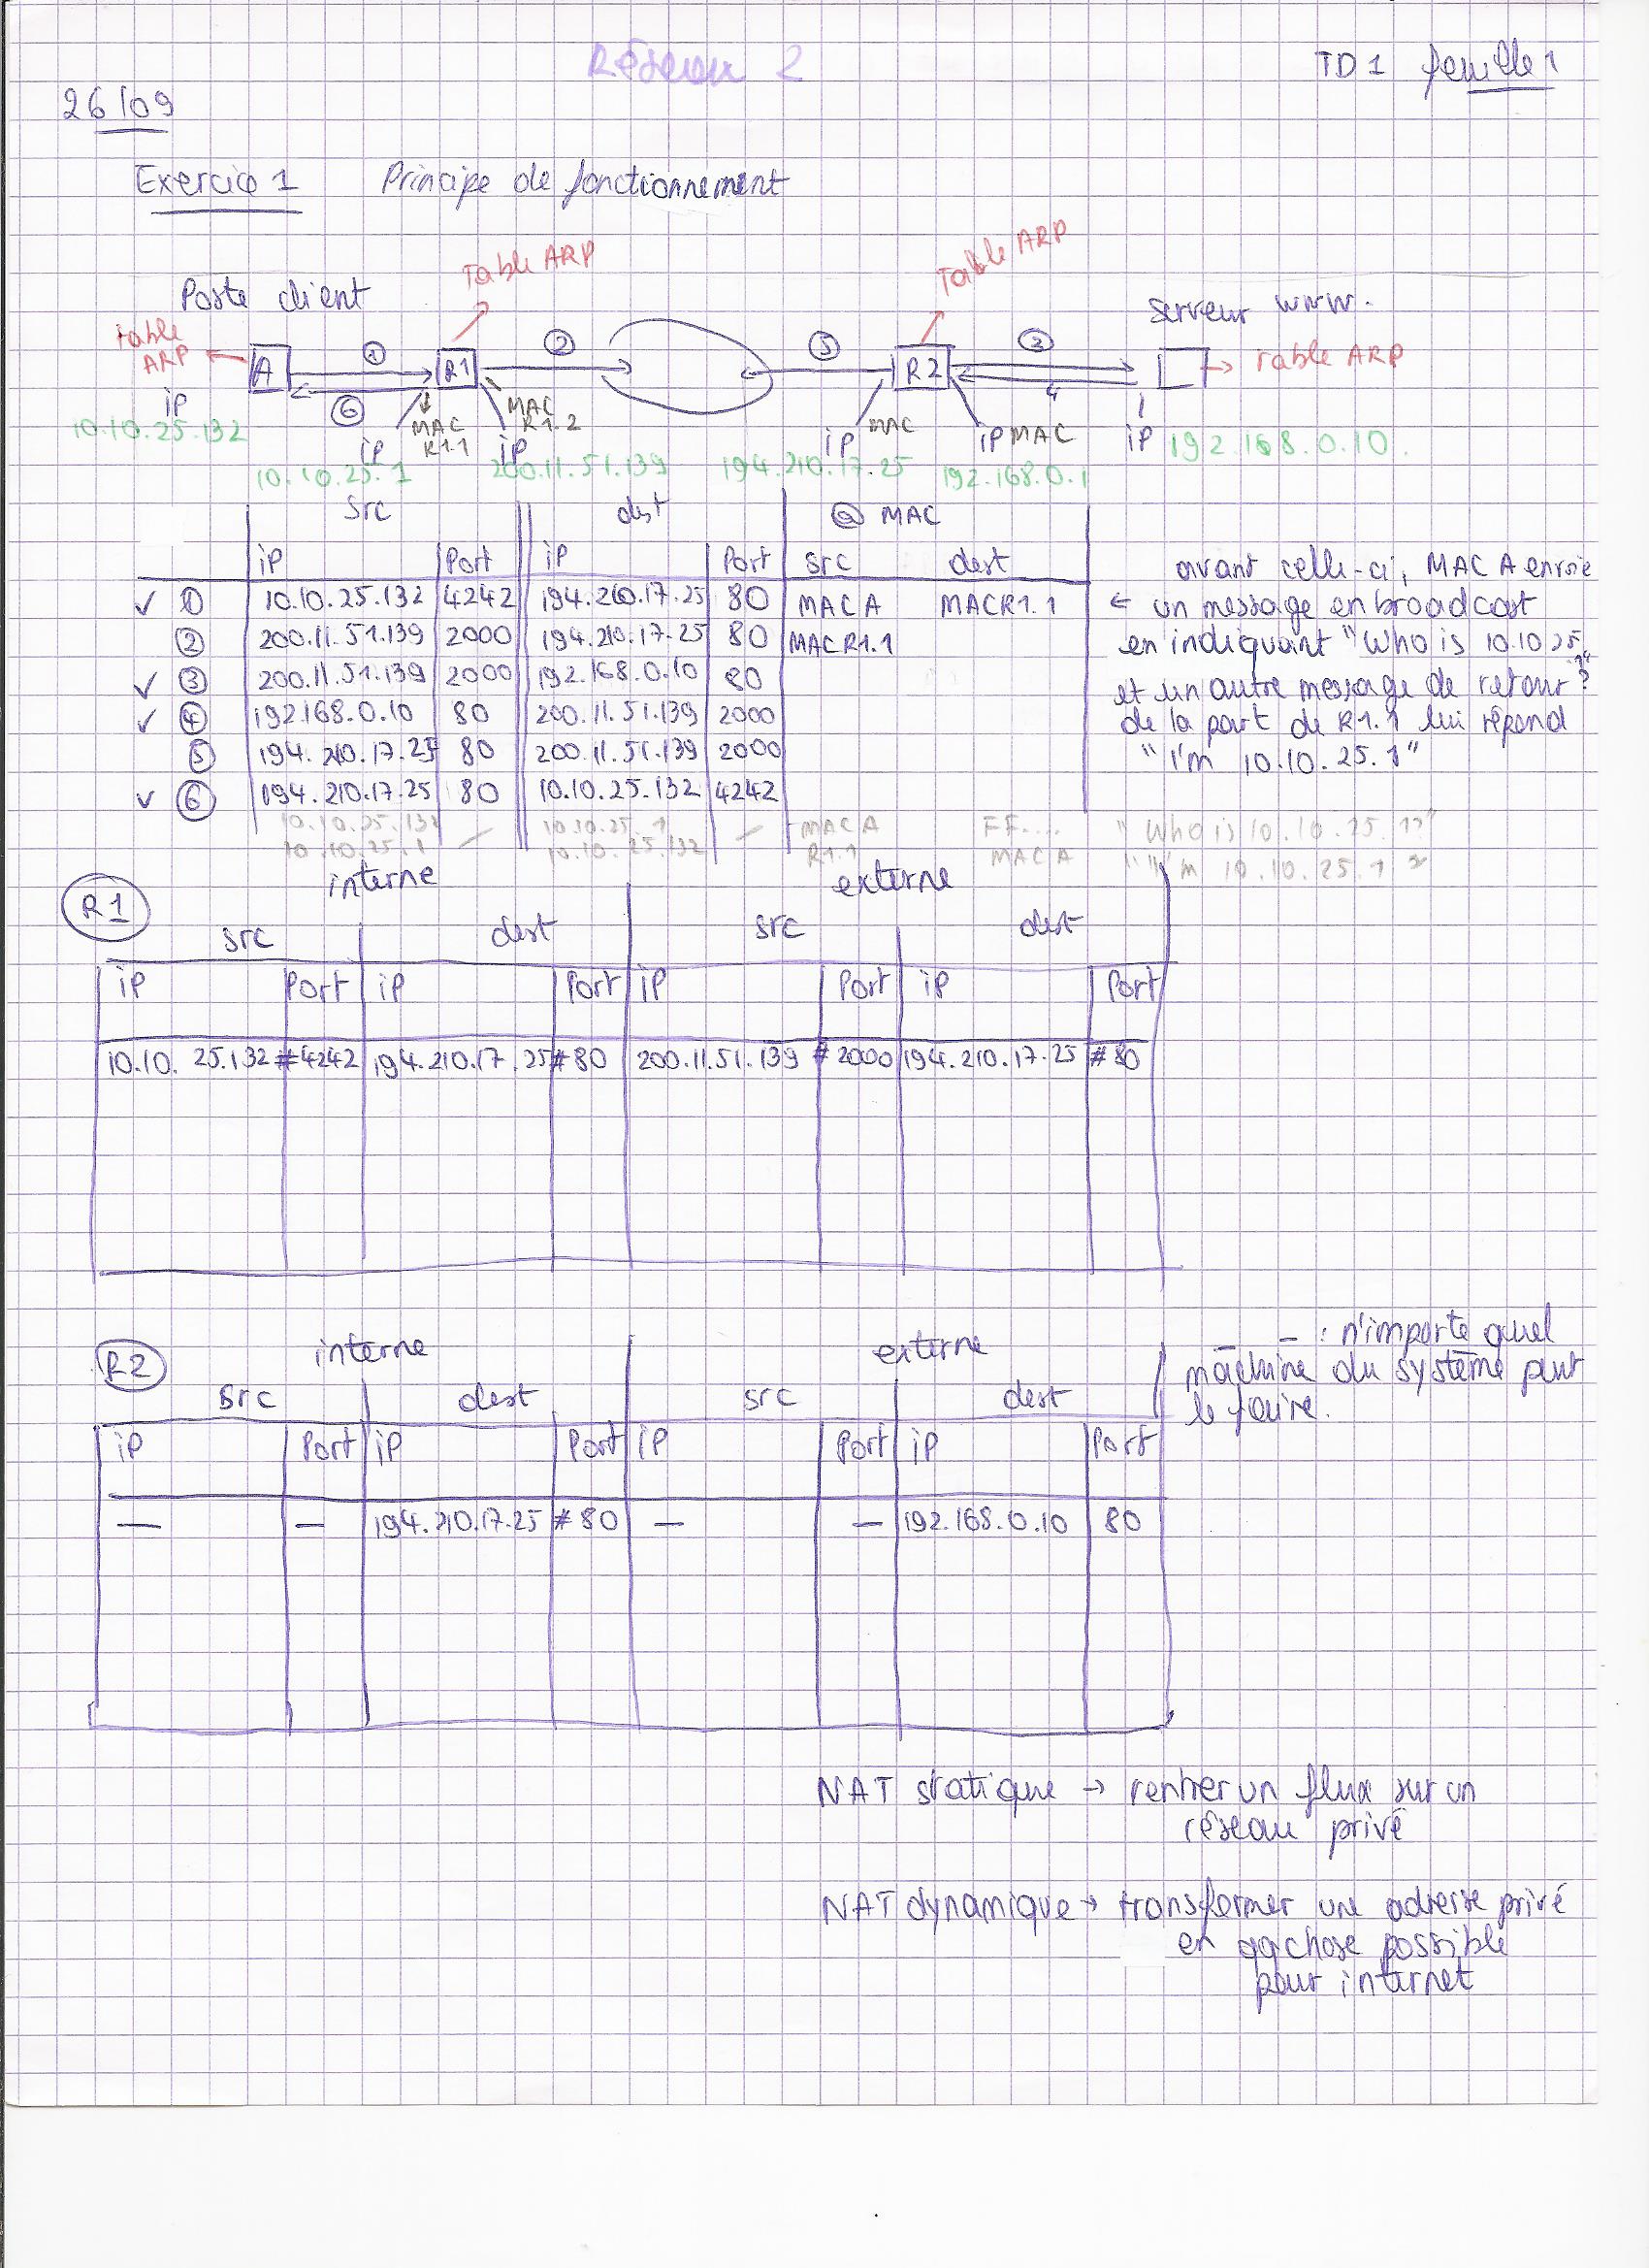 Réseau 2
TD1 feuille 1
26/09
Exercice 1 Principe de fonctionnement
Table ARP
Table ARP
Poste client
Serveur www.
table ARP
A ① R1 ② ⑤ R2 ③
table ARP
⑥ 4
MAC R1.1
MAC R1.2
MAC
MAC
iP
iP
iP
iP
iP
iP
10.10.25.132
10.10.25.1
200.11.51.139
194.210.17.25
192.168.0.1
192.168.0.10.
src dest @ MAC
iP Port iP Port src dest
✓ ① 10.10.25.132 4242 194.210.17.25 80 MAC A MACR1.1
② 200.11.51.139 2000 194.210.17.25 80 MACR1.1
✓ ③ 200.11.51.139 2000 192.168.0.10 80
✓ ④ 192.168.0.10 80 200.11.51.139 2000
⑤ 194.210.17.25 80 200.11.51.139 2000
✓ ⑥ 194.210.17.25 80 10.10.25.132 4242
10.10.25.132 — 10.10.25.1 — MAC A FF.... "Who is 10.10.25.1?"
10.10.25.1 10.10.25.132 R1.1 MAC A "I'm 10.10.25.1"
avant celle-ci, MAC A envoie
← un message en broadcast
en indiquant "Who is 10.10.25.1?"
et un autre message de retour
de la part de R1.1 lui répond
"I'm 10.10.25.1"
R1 interne externe
src dest src dest
iP Port iP Port iP Port iP Port
10.10.25.132 #4242 194.210.17.25 #80 200.11.51.139 #2000 194.210.17.25 #80
R2 interne externe
src dest src dest
iP Port iP Port iP Port iP Port
— — 194.210.17.25 #80 — — 192.168.0.10 80
— : n'importe quel
machine du système peut
le faire.
NAT statique → rentrer un flux sur un
réseau privé
NAT dynamique → transformer une adresse privé
en qqchose possible
pour internet